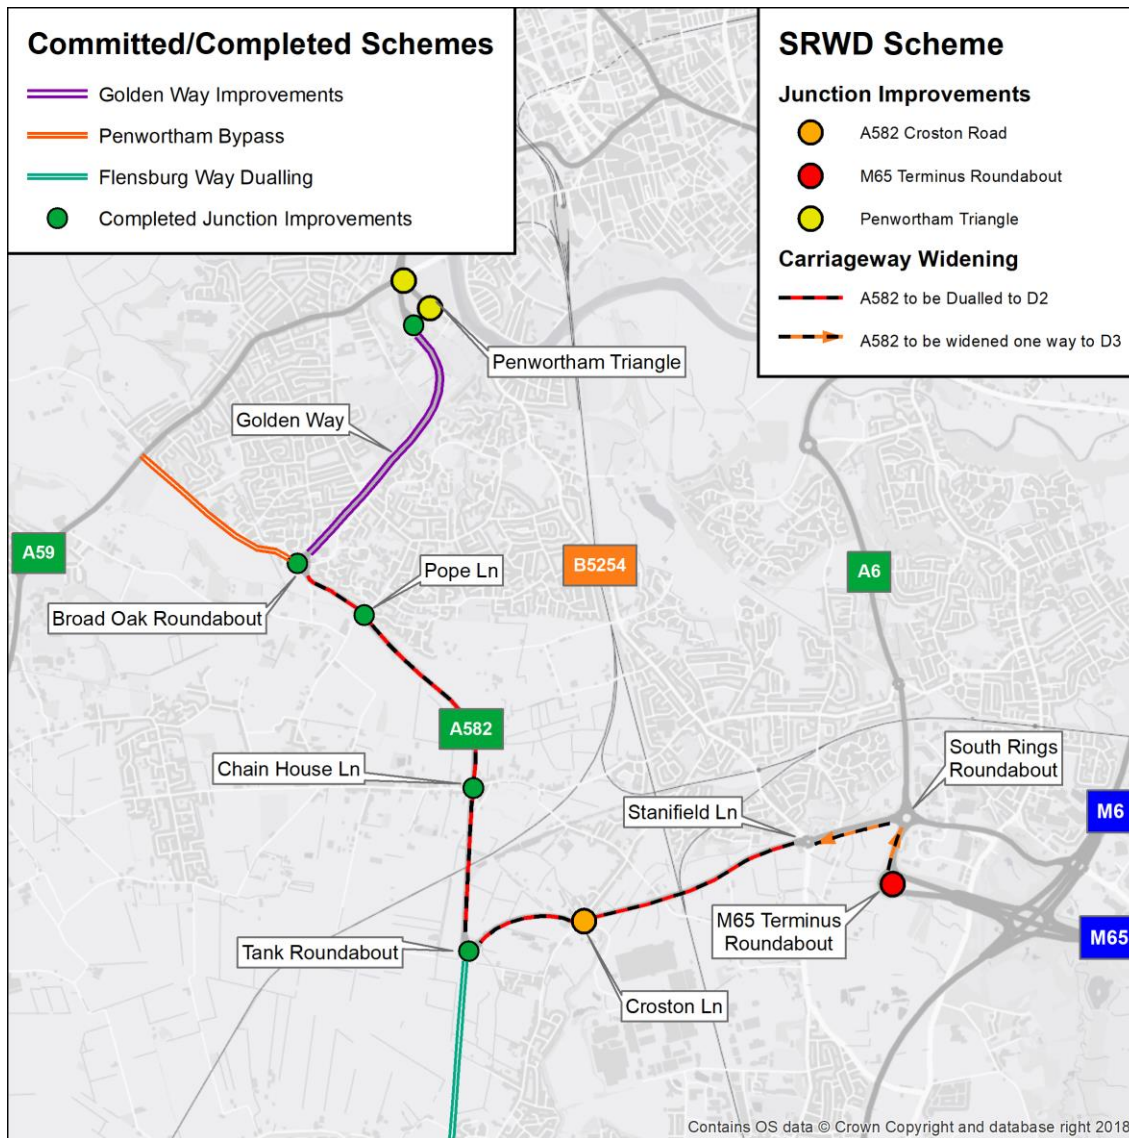 Committed/Completed Schemes
Golden Way Improvements
Penwortham Bypass
Flensburg Way Dualling
Completed Junction Improvements
SRWD Scheme
Junction Improvements
A582 Croston Road
M65 Terminus Roundabout
Penwortham Triangle
Carriageway Widening
A582 to be Dualled to D2
A582 to be widened one way to D3
Penwortham Triangle
Golden Way
A59
Pope Ln
B5254
A6
Broad Oak Roundabout
A582
Chain House Ln
South Rings
Roundabout
Stanifield Ln
M6
M65 Terminus
Roundabout
M65
Tank Roundabout
Croston Ln
Contains OS data © Crown Copyright and database right 2018